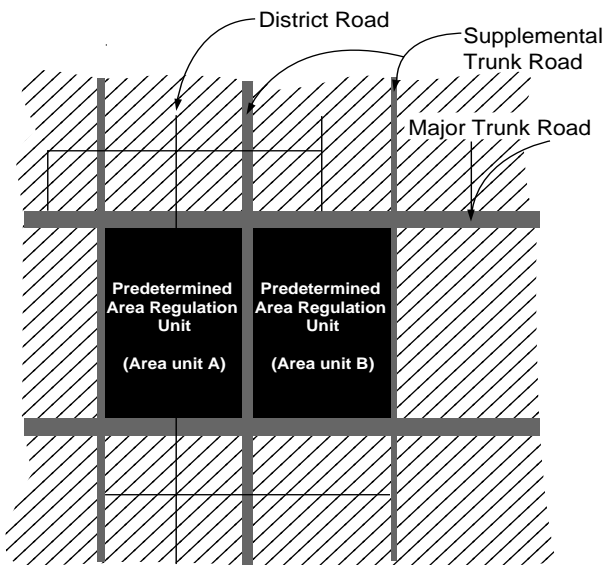 District Road
Supplemental
Trunk Road
Major Trunk Road
Predetermined
Area Regulation
Unit
(Area unit A)
Predetermined
Area Regulation
Unit
(Area unit B)